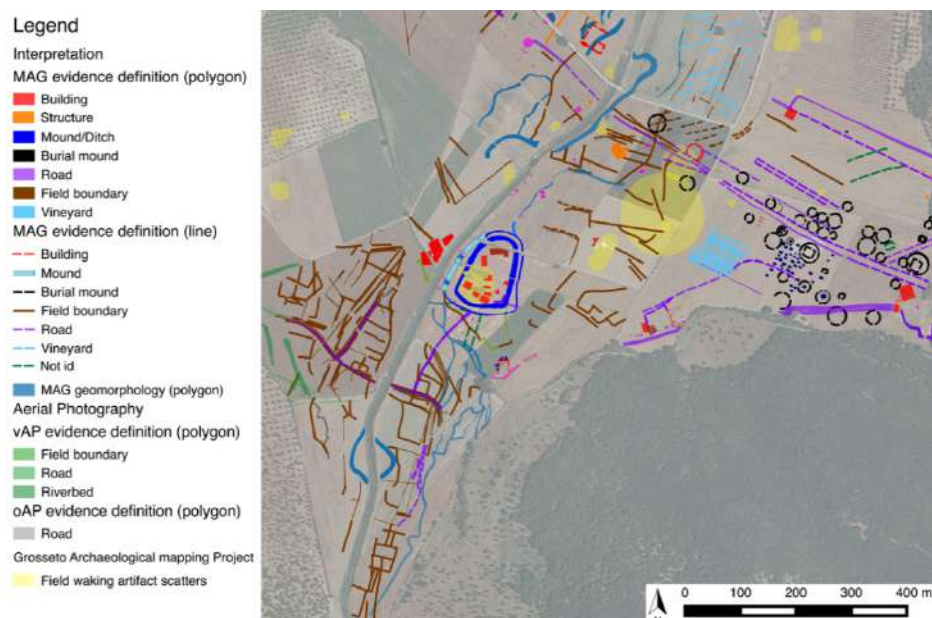 Legend
Interpretation
MAG evidence definition (polygon)
Building
Structure
Mound/Ditch
Burial mound
Road
Field boundary
Vineyard
MAG evidence definition (line)
Building
Mound
Burial mound
Field boundary
Road
Vineyard
Not id
MAG geomorphology (polygon)
Aerial Photography
vAP evidence definition (polygon)
Field boundary
Road
Riverbed
oAP evidence definition (polygon)
Road
Grosseto Archaeological mapping Project
Field waking artifact scatters
0 100 200 300 400 m